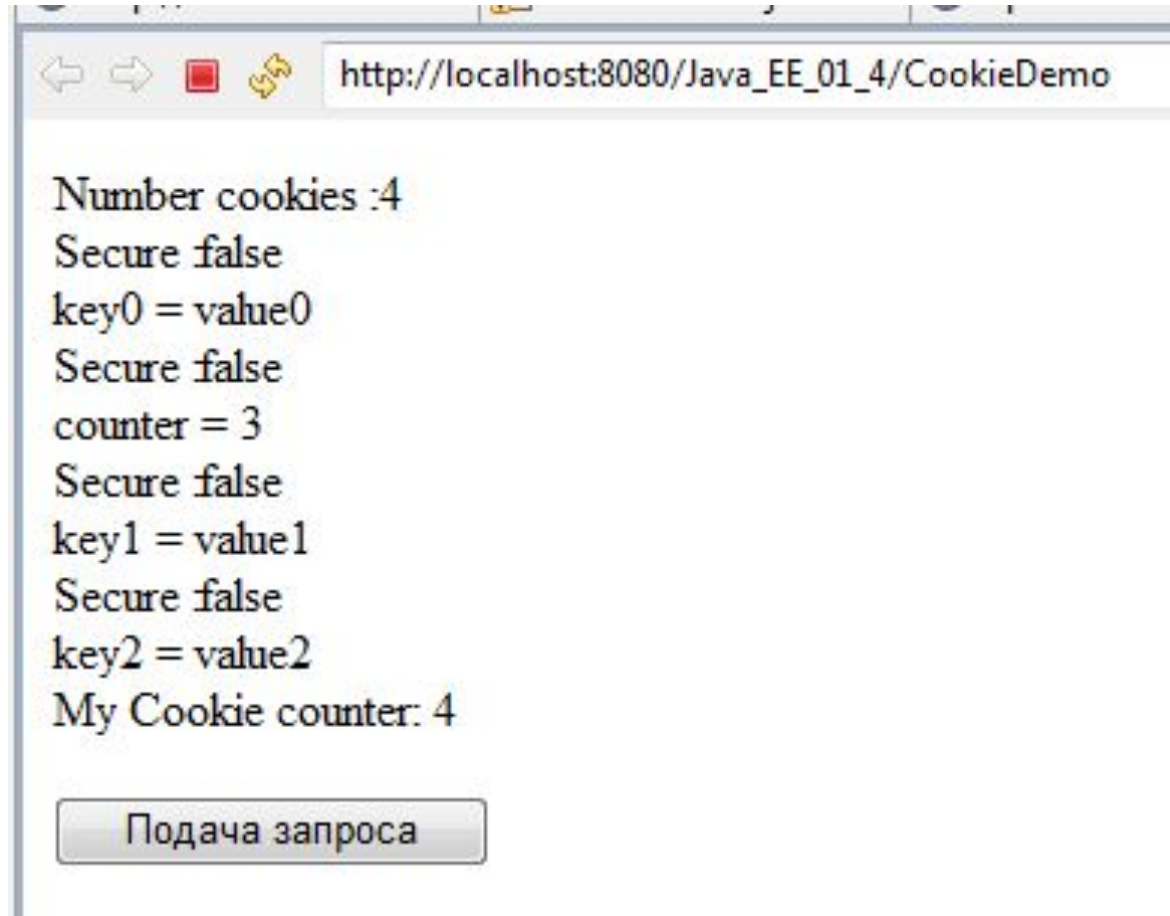 http://localhost:8080/Java_EE_01_4/CookieDemo
Number cookies :4
Secure :false
key0 = value0
Secure :false
counter = 3
Secure :false
key1 = value1
Secure :false
key2 = value2
My Cookie counter: 4
Подача запроса